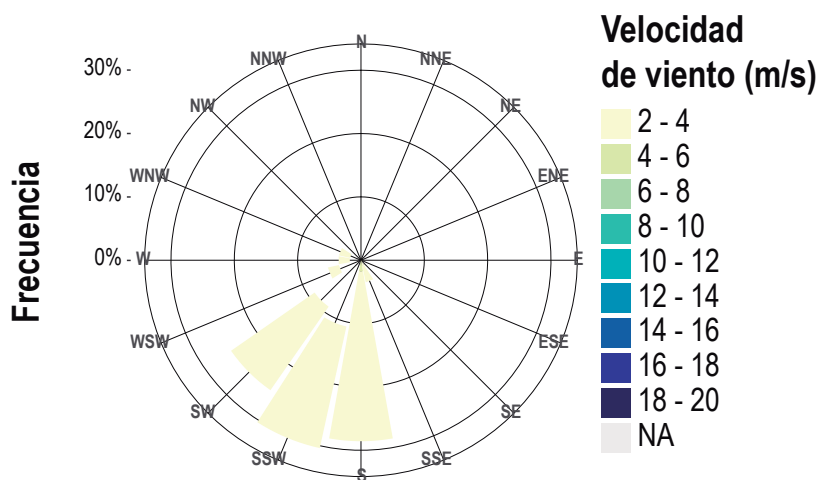 Velocidad
de viento (m/s)
2 - 4
4 - 6
6 - 8
8 - 10
10 - 12
12 - 14
14 - 16
16 - 18
18 - 20
NA
Frecuencia
30% -
20% -
10% -
0% -
N
NNE
NE
ENE
E
ESE
SE
SSE
S
SSW
SW
WSW
W
WNW
NW
NNW